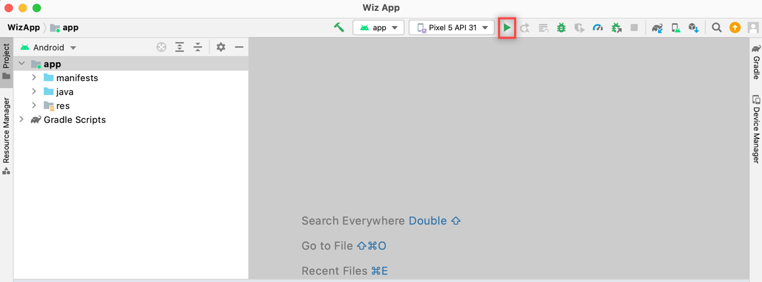 Wiz App
WizApp app
app
Pixel 5 API 31
Project
Resource Manager
Android
app
manifests
java
res
Gradle Scripts
Search Everywhere Double ⇧
Go to File ⇧⌘O
Recent Files ⌘E
Gradle
Device Manager